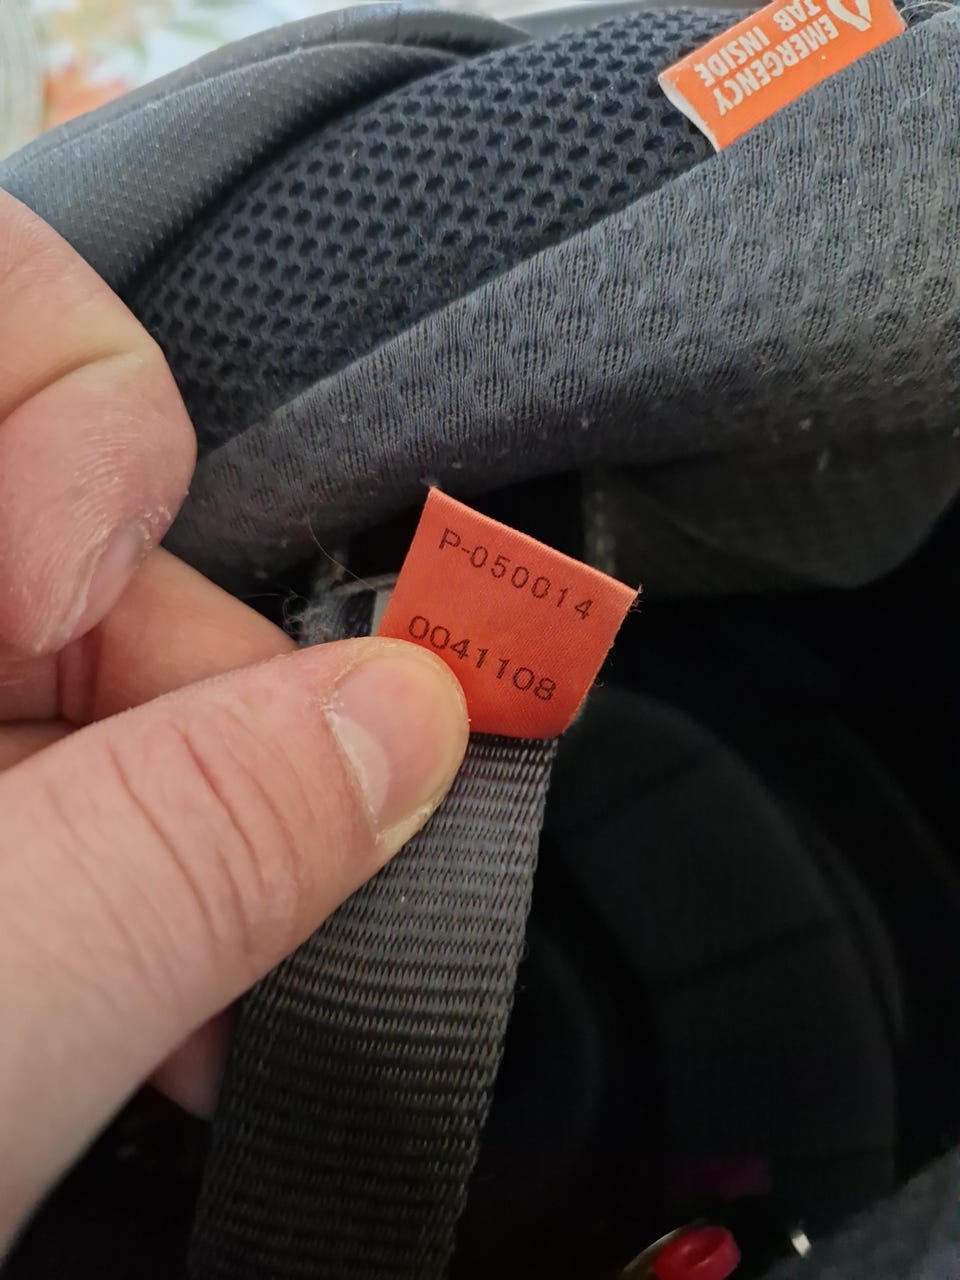 EMERGENCY
TAB INSIDE
P-050014
0041108